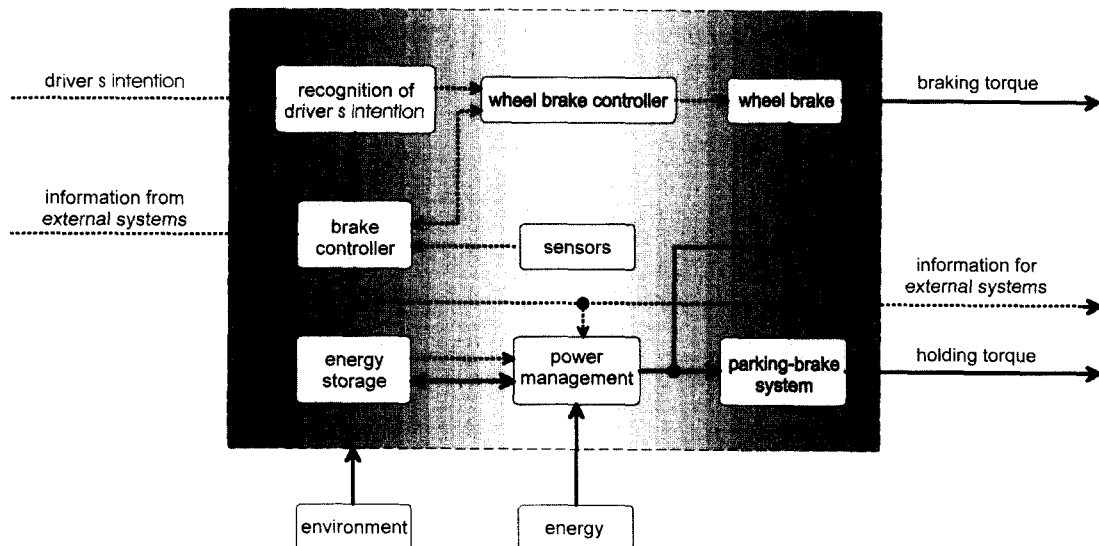 driver s intention
recognition of
driver s intention
wheel brake controller
wheel brake
braking torque
information from
external systems
brake
controller
sensors
information for
external systems
energy
storage
power
management
parking-brake
system
holding torque
environment
energy